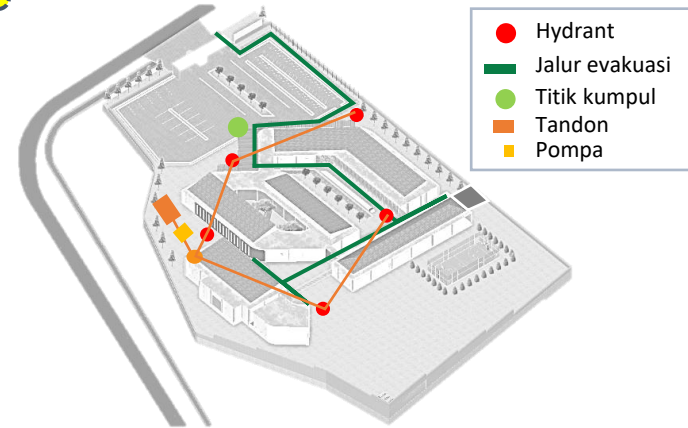 Hydrant
Jalur evakuasi
Titik kumpul
Tandon
Pompa